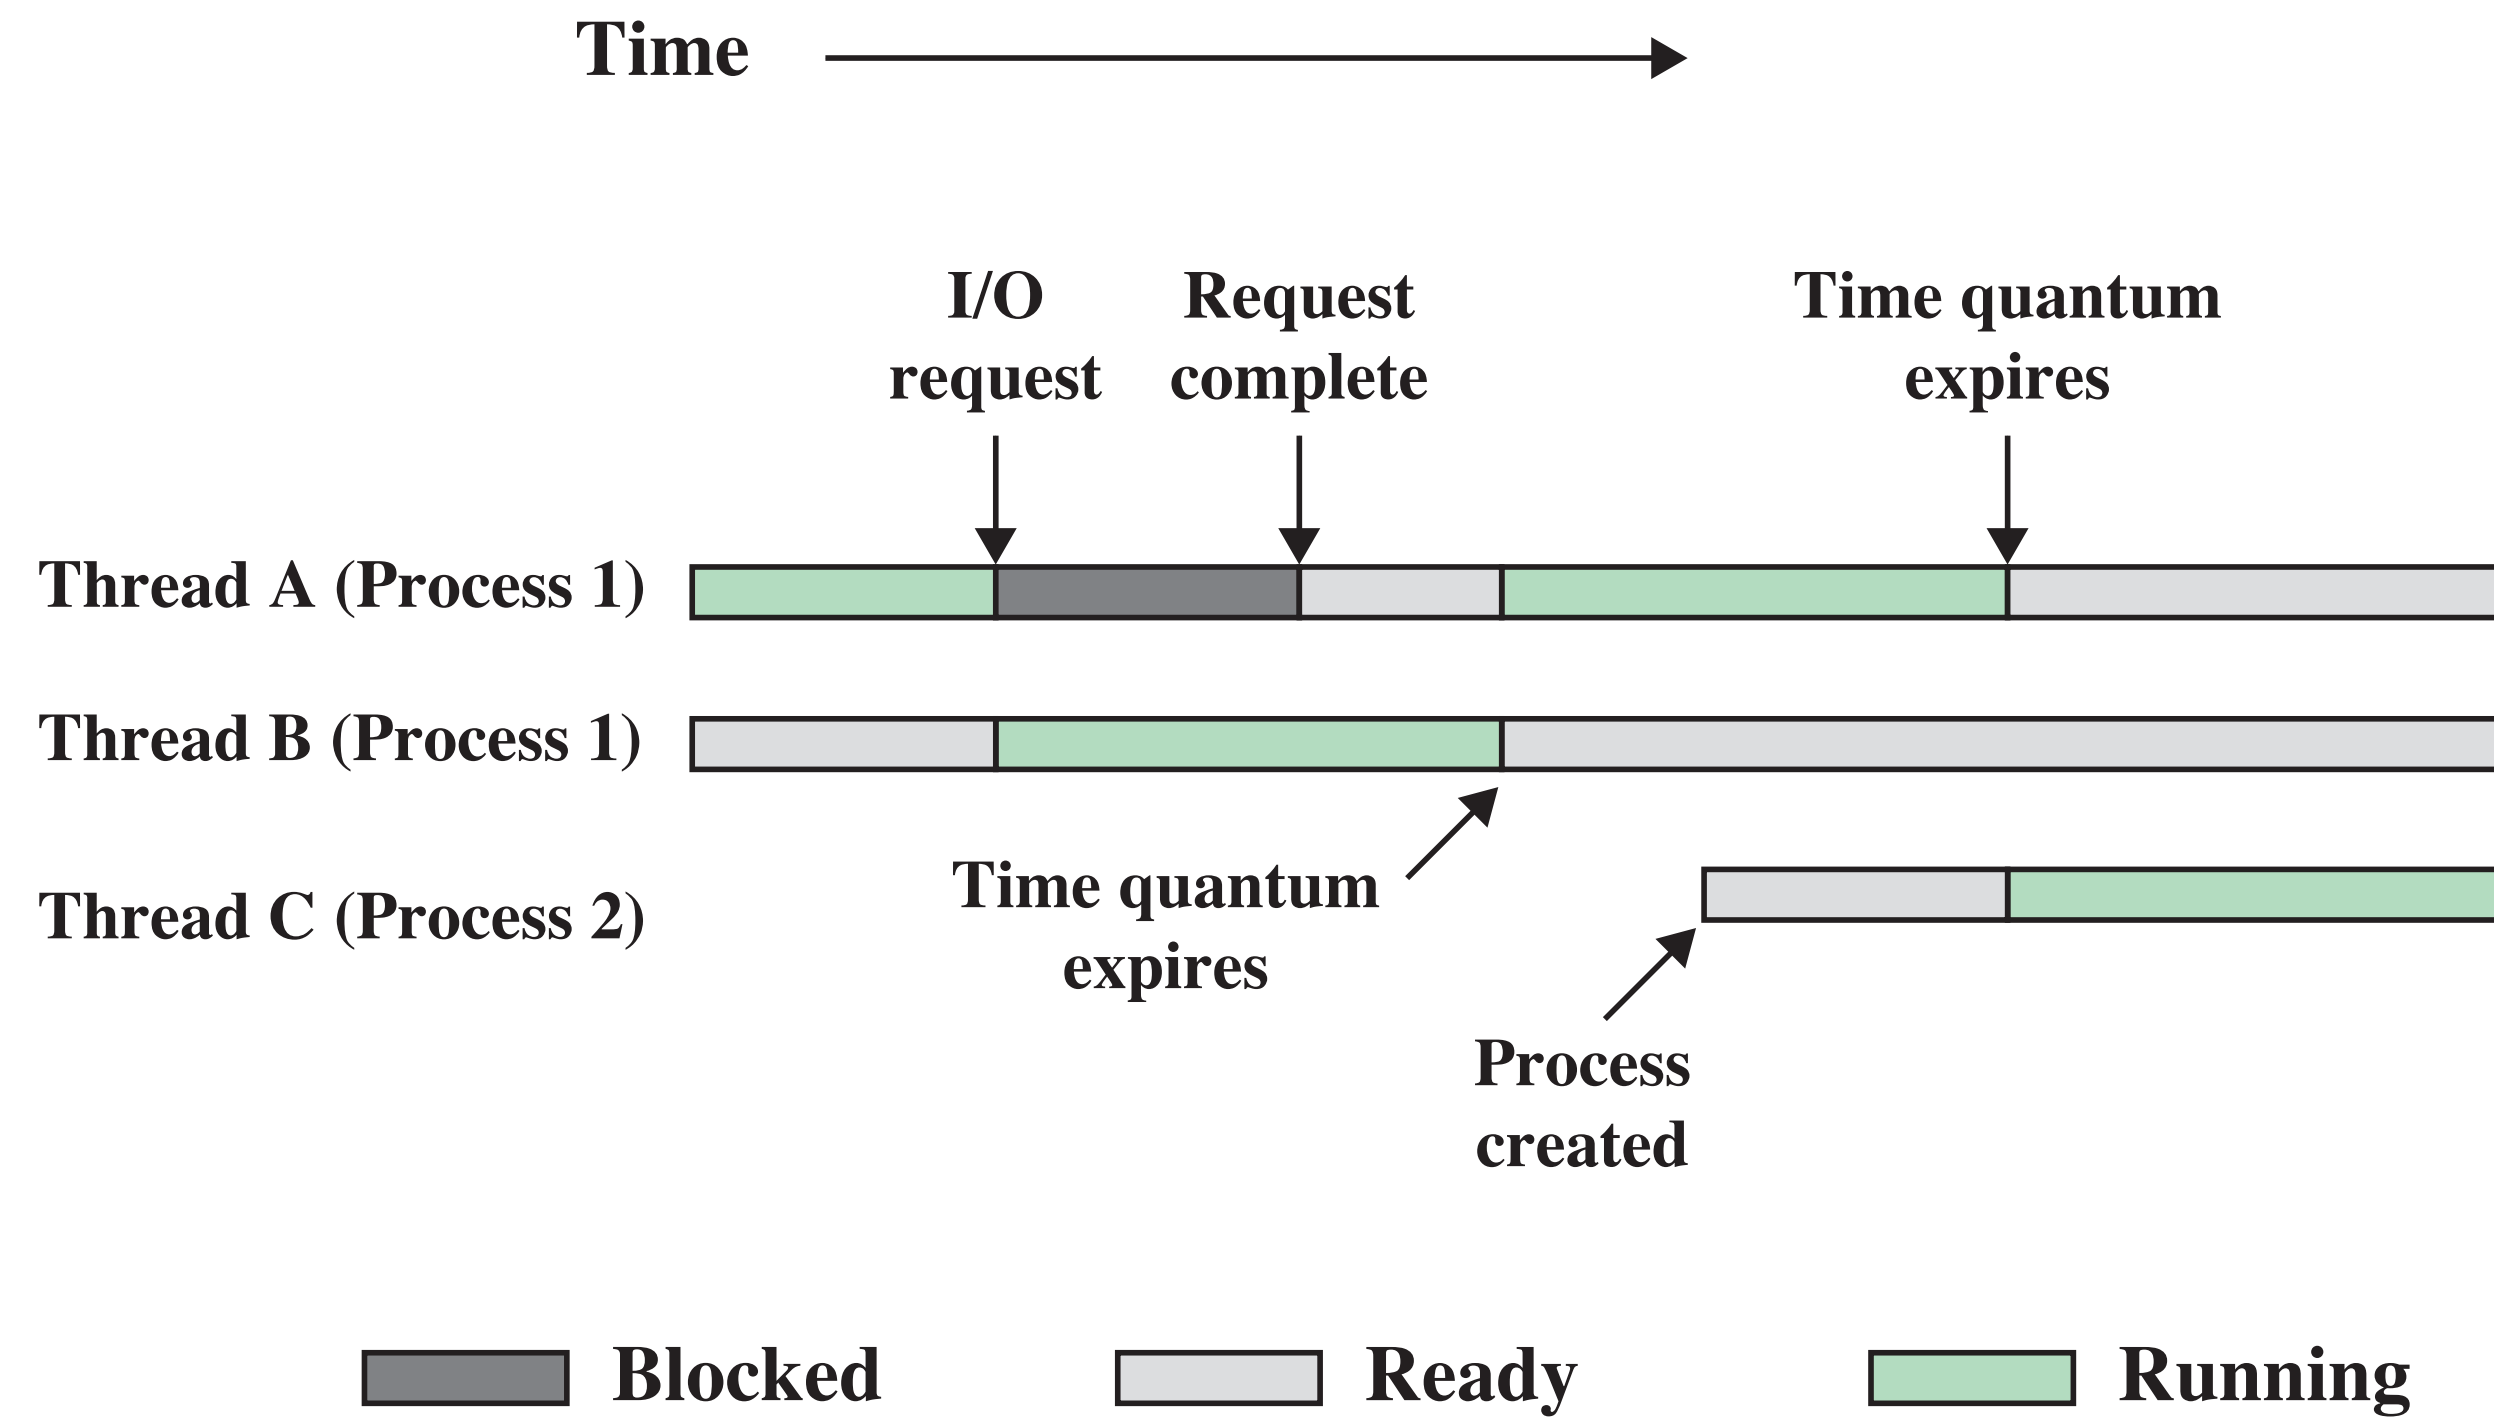 Time
I/O
request
Request
complete
Time quantum
expires
Thread A (Process 1)
Thread B (Process 1)
Thread C (Process 2)
Time quantum
expires
Process
created
Blocked
Ready
Running